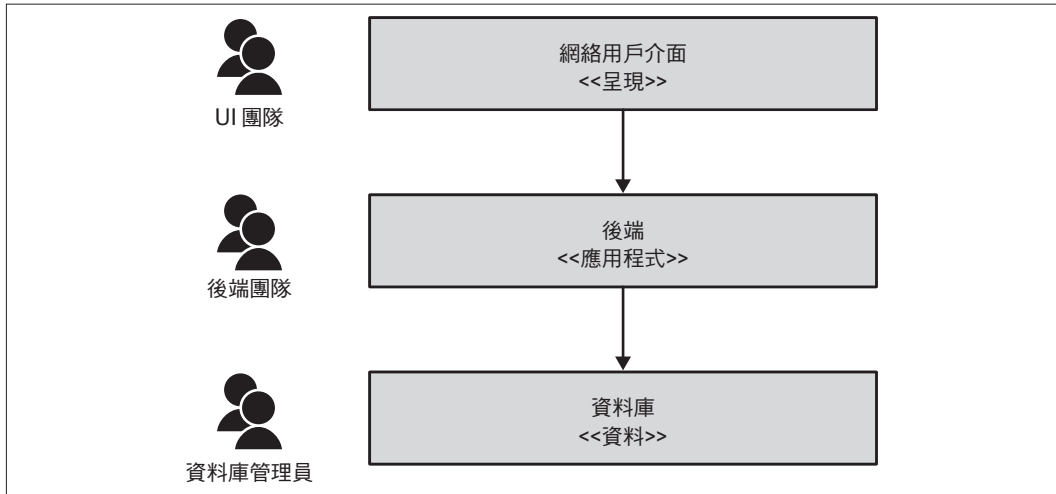 網絡用戶介面
<<呈現>>
UI 團隊
後端
<<應用程式>>
後端團隊
資料庫
<<資料>>
資料庫管理員